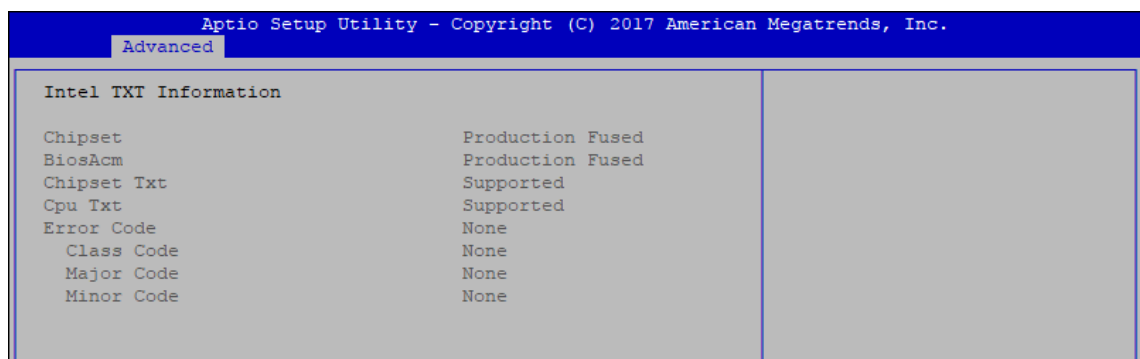 Aptio Setup Utility – Copyright (C) 2017 American Megatrends, Inc.
Advanced
Intel TXT Information
Chipset Production Fused
BiosAcm Production Fused
Chipset Txt Supported
Cpu Txt Supported
Error Code None
Class Code None
Major Code None
Minor Code None